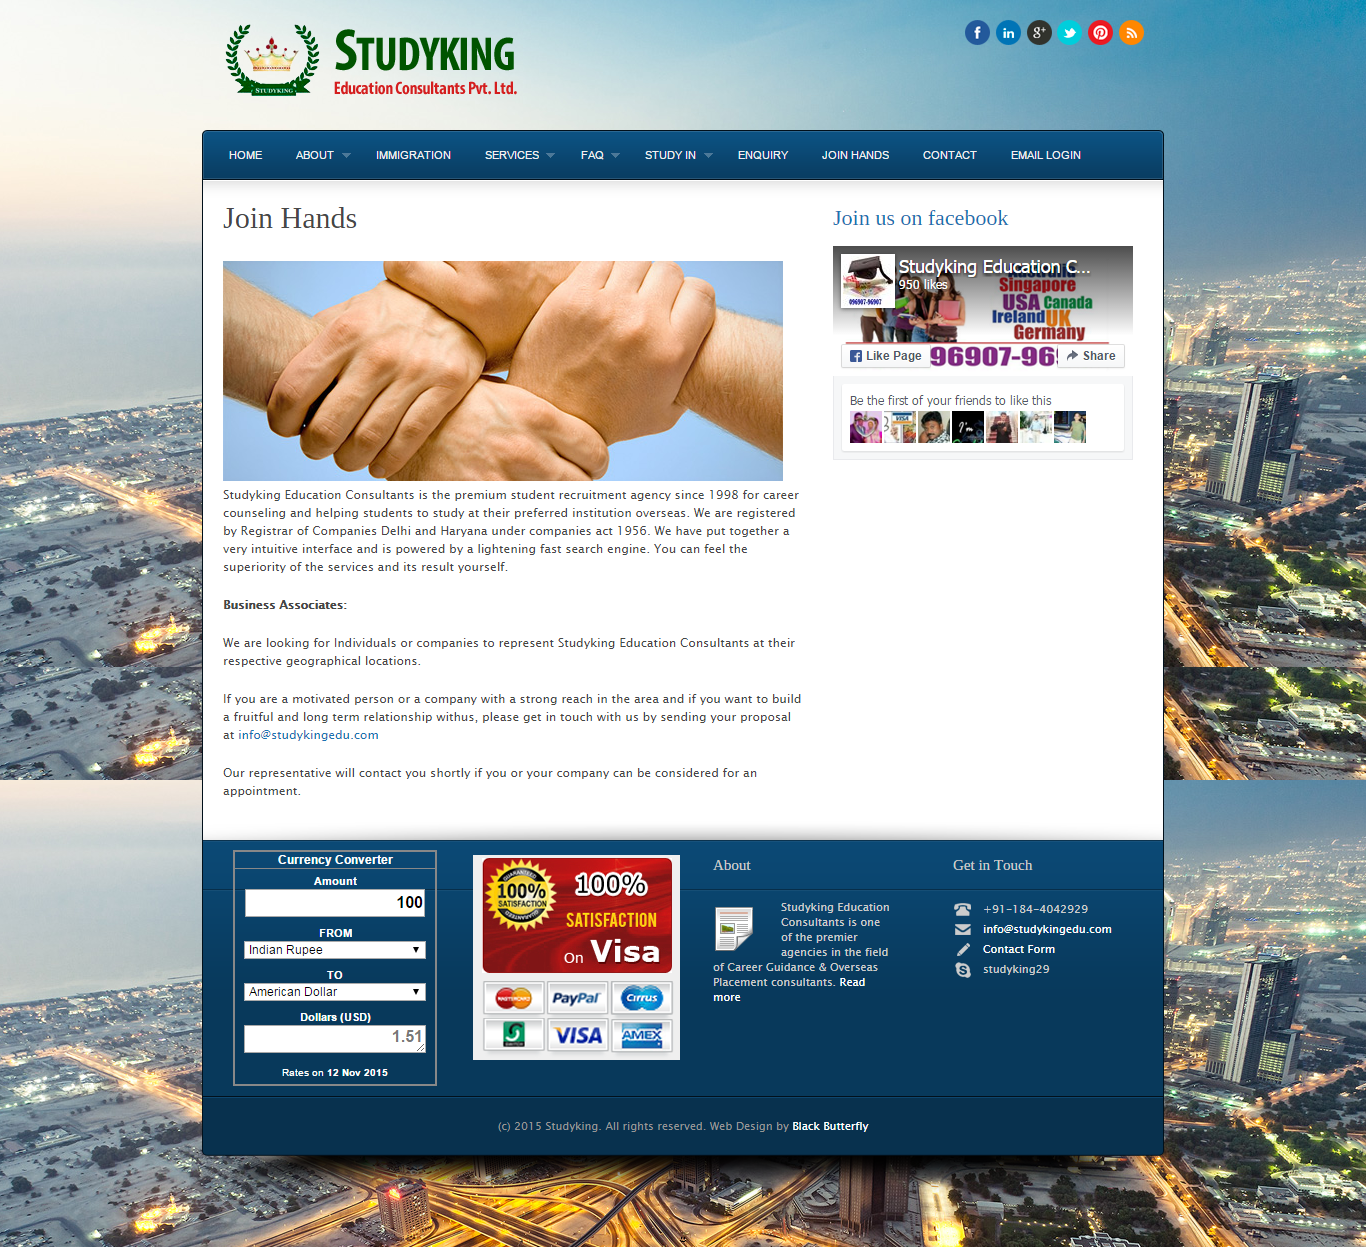 STUDYKING
STUDYKING
Education Consultants Pvt. Ltd.
HOME
ABOUT
IMMIGRATION
SERVICES
FAQ
STUDY IN
ENQUIRY
JOIN HANDS
CONTACT
EMAIL LOGIN
Join Hands
Studyking Education Consultants is the premium student recruitment agency since 1998 for career
counseling and helping students to study at their preferred institution overseas. We are registered
by Registrar of Companies Delhi and Haryana under companies act 1956. We have put together a
very intuitive interface and is powered by a lightening fast search engine. You can feel the
superiority of the services and its result yourself.
Business Associates:
We are looking for Individuals or companies to represent Studyking Education Consultants at their
respective geographical locations.
If you are a motivated person or a company with a strong reach in the area and if you want to build
a fruitful and long term relationship withus, please get in touch with us by sending your proposal
at info@studykingedu.com
Our representative will contact you shortly if you or your company can be considered for an
appointment.
Join us on facebook
Studyking Education C...
950 likes
096907-96907
Australia
Singapore
USA Canada
Ireland UK
Germany
96907-96
Like Page
Share
Be the first of your friends to like this
VISA
I'm
Currency Converter
Amount
100
FROM
Indian Rupee
TO
American Dollar
Dollars (USD)
1.51
Rates on 12 Nov 2015
GUARANTEED
100%
SATISFACTION
GUARANTEED
100%
SATISFACTION
On Visa
MASTERCARD
PayPal
Cirrus
VISA
AMEX
About
Studyking Education
Consultants is one
of the premier
agencies in the field
of Career Guidance & Overseas
Placement consultants. Read
more
Get in Touch
+91-184-4042929
info@studykingedu.com
Contact Form
studyking29
(c) 2015 Studyking. All rights reserved. Web Design by Black Butterfly